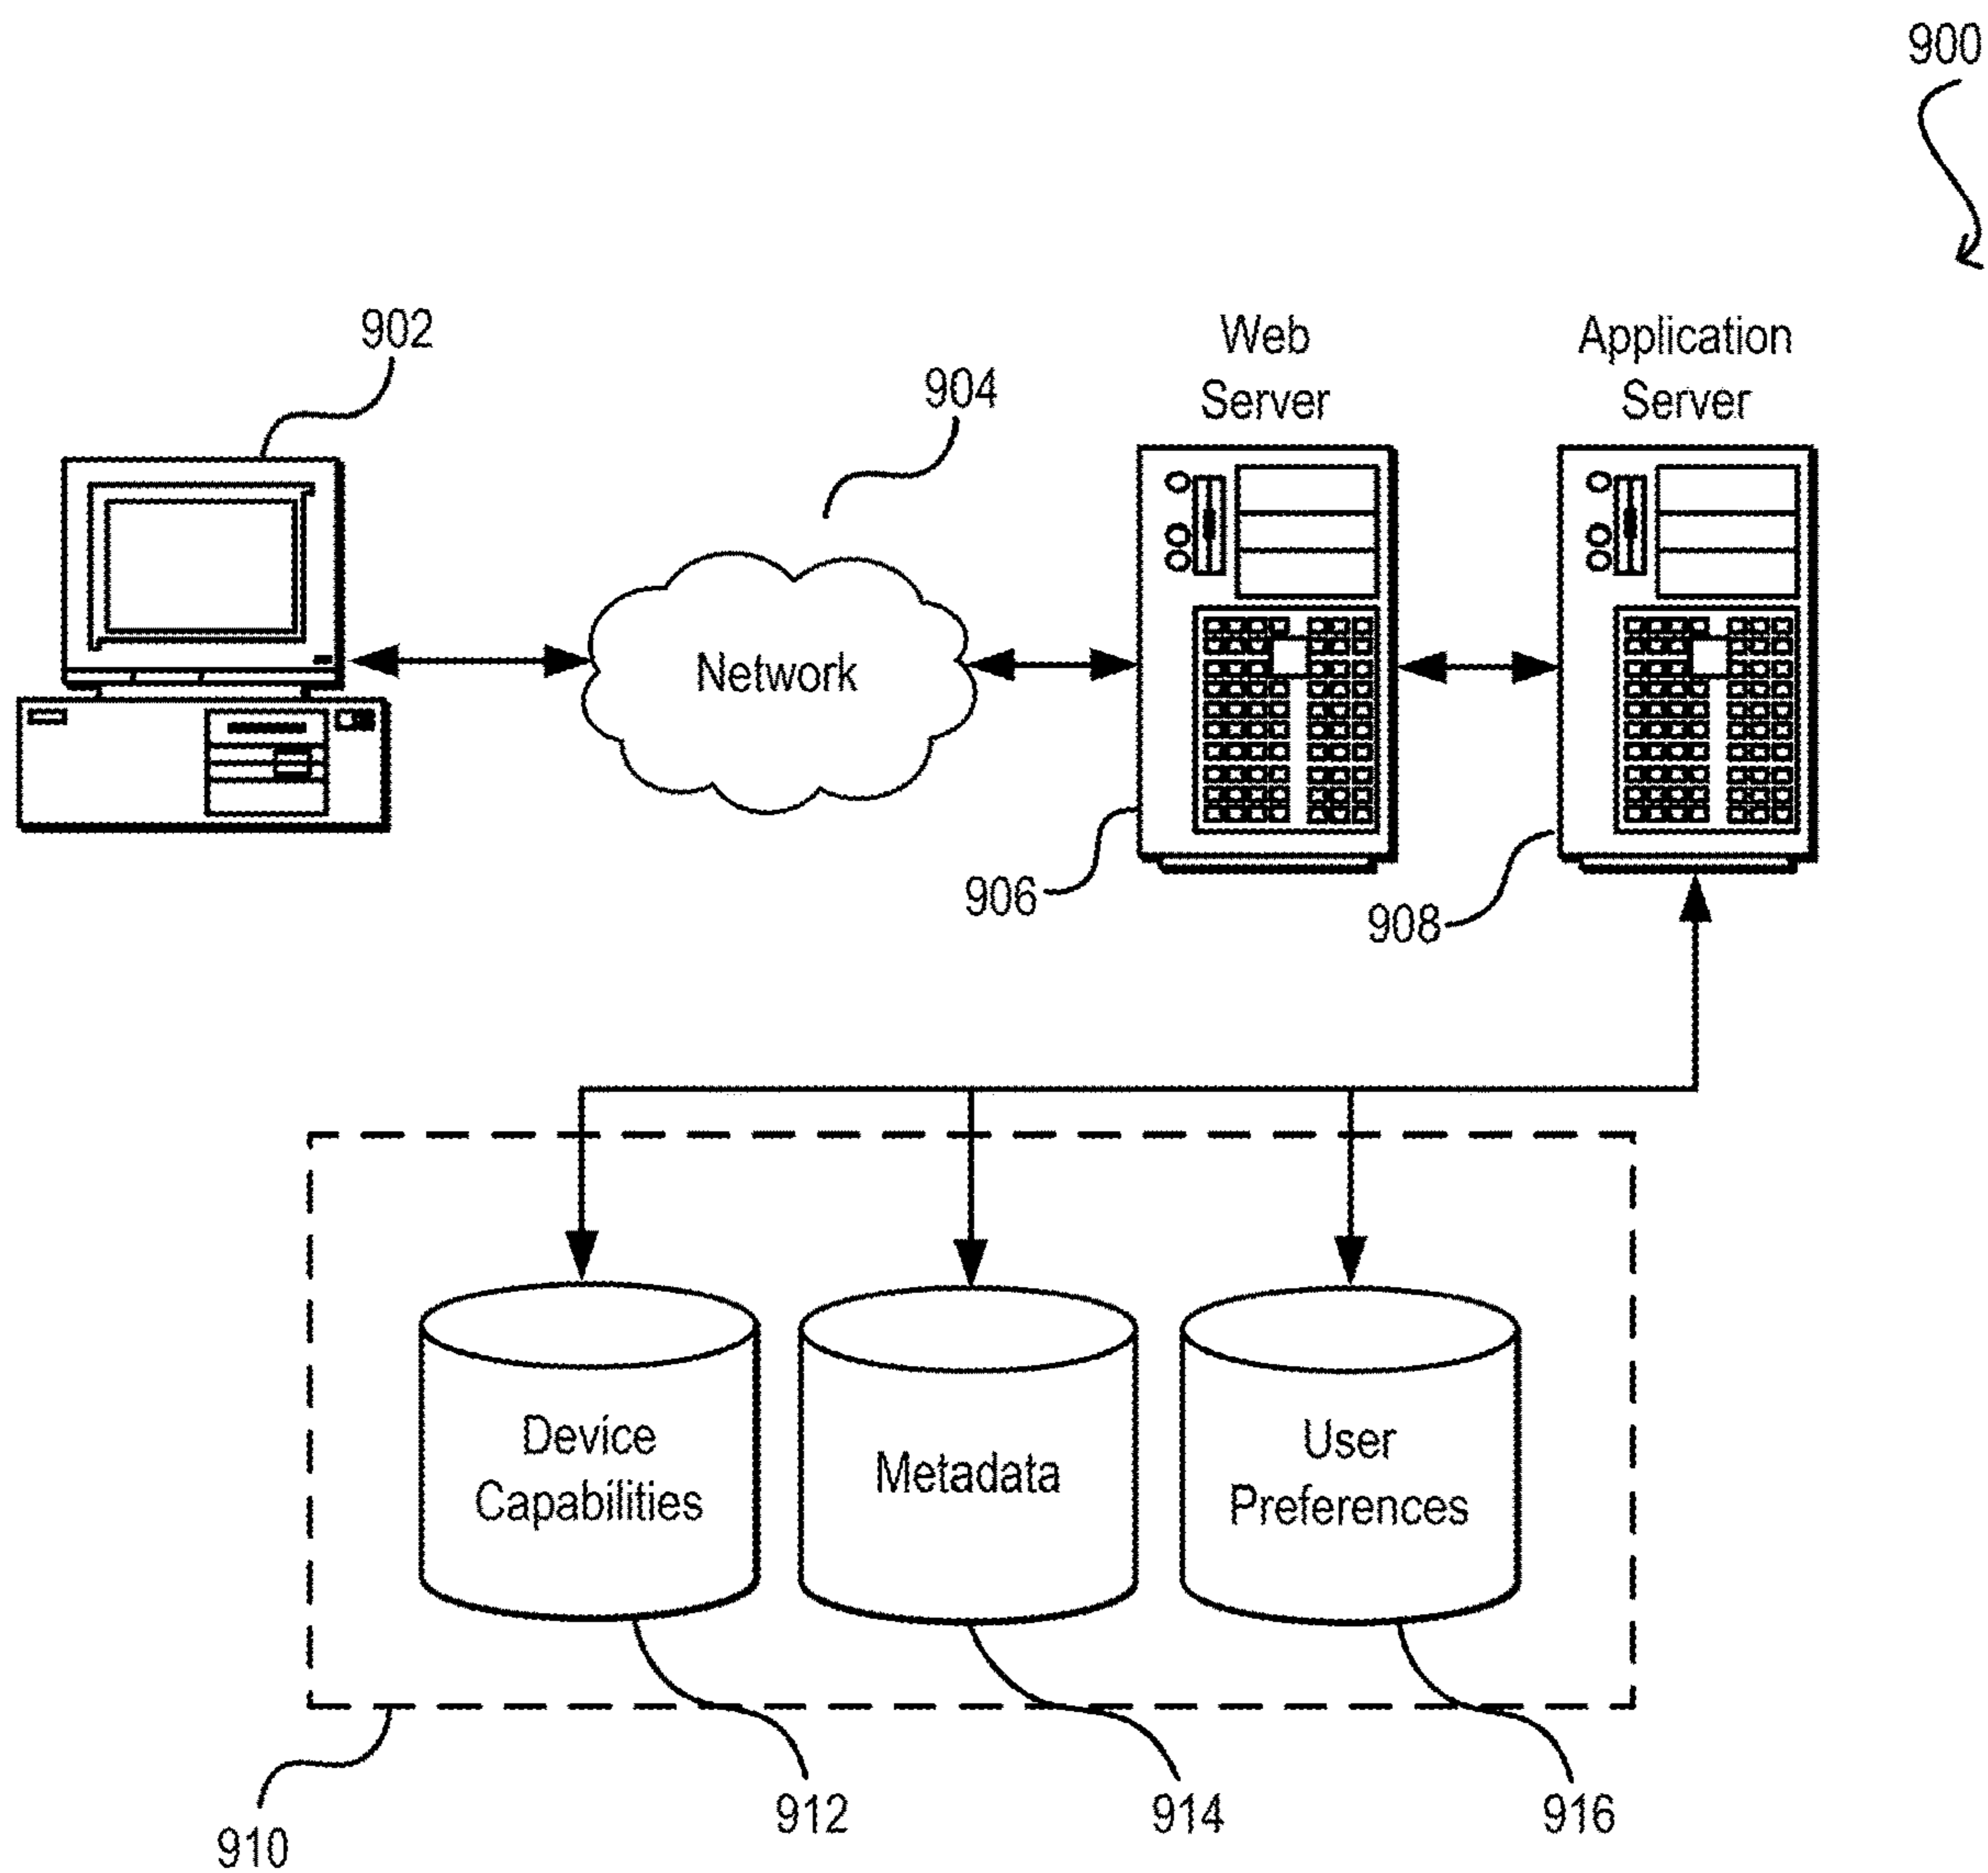 900
902
904
Web
Server
Application
Server
Network
906
908
Device
Capabilities
Metadata
User
Preferences
910
912
914
916